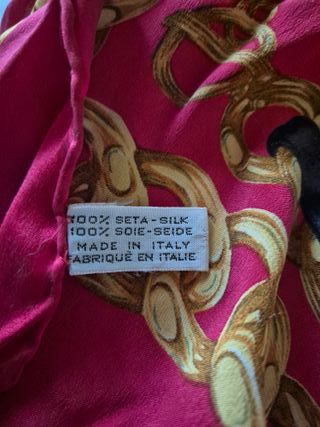 100% SETA-SILK
100% SOIE-SEIDE
MADE IN ITALY
FABRIQUÉ EN ITALIE